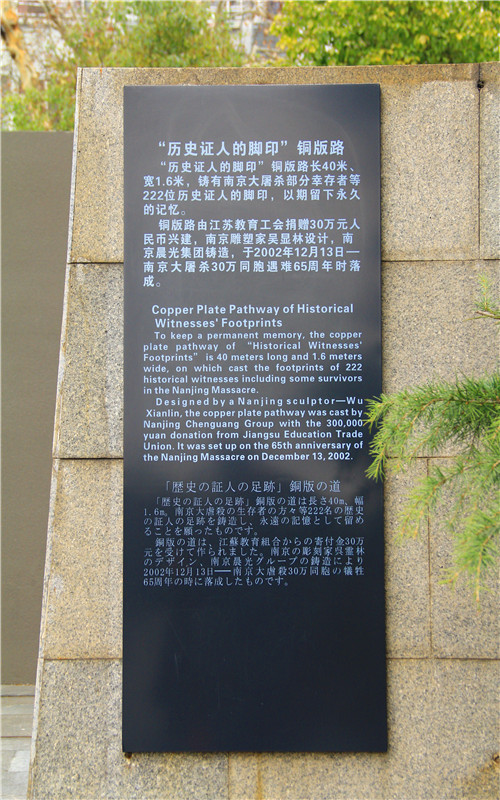 “历史证人的脚印”铜版路
“历史证人的脚印”铜版路长40米、
宽1.6米，铸有南京大屠杀部分幸存者等
222位历史证人的脚印，以期留下永久
的记忆。
铜版路由江苏教育工会捐赠30万元人
民币兴建，南京雕塑家吴显林设计，南
京晨光集团铸造，于2002年12月13日—
南京大屠杀30万同胞遇难65周年时落
成。
Copper Plate Pathway of Historical
Witnesses' Footprints
To keep a permanent memory, the copper
plate pathway of “Historical Witnesses'
Footprints” is 40 meters long and 1.6 meters
wide, on which cast the footprints of 222
historical witnesses including some survivors
in the Nanjing Massacre.
Designed by a Nanjing sculptor—Wu
Xianlin, the copper plate pathway was cast by
Nanjing Chenguang Group with the 300,000
yuan donation from Jiangsu Education Trade
Union. It was set up on the 65th anniversary of
the Nanjing Massacre on December 13, 2002.
「歴史の証人の足跡」銅版の道
「歴史の証人の足跡」銅版の道は長さ40m、幅
1.6m。南京大虐殺の生存者の方々等222名の歴史
の証人の足跡を鋳造し、永遠の記憶として留め
ることを願ったものです。
銅版の道は、江蘇教育組合からの寄付金30万
元を受けて作られました。南京の彫刻家呉雅林
のデザイン、南京晨光グループの鋳造により
2002年12月13日——南京大虐殺30万同胞の犠牲
65周年の時に落成したものです。